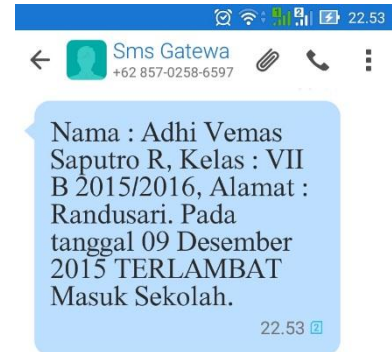 22.53
Sms Gatewa
+62 857-0258-6597
Nama : Adhi Vemas
Saputro R, Kelas : VII
B 2015/2016, Alamat :
Randusari. Pada
tanggal 09 Desember
2015 TERLAMBAT
Masuk Sekolah.
22.53 2